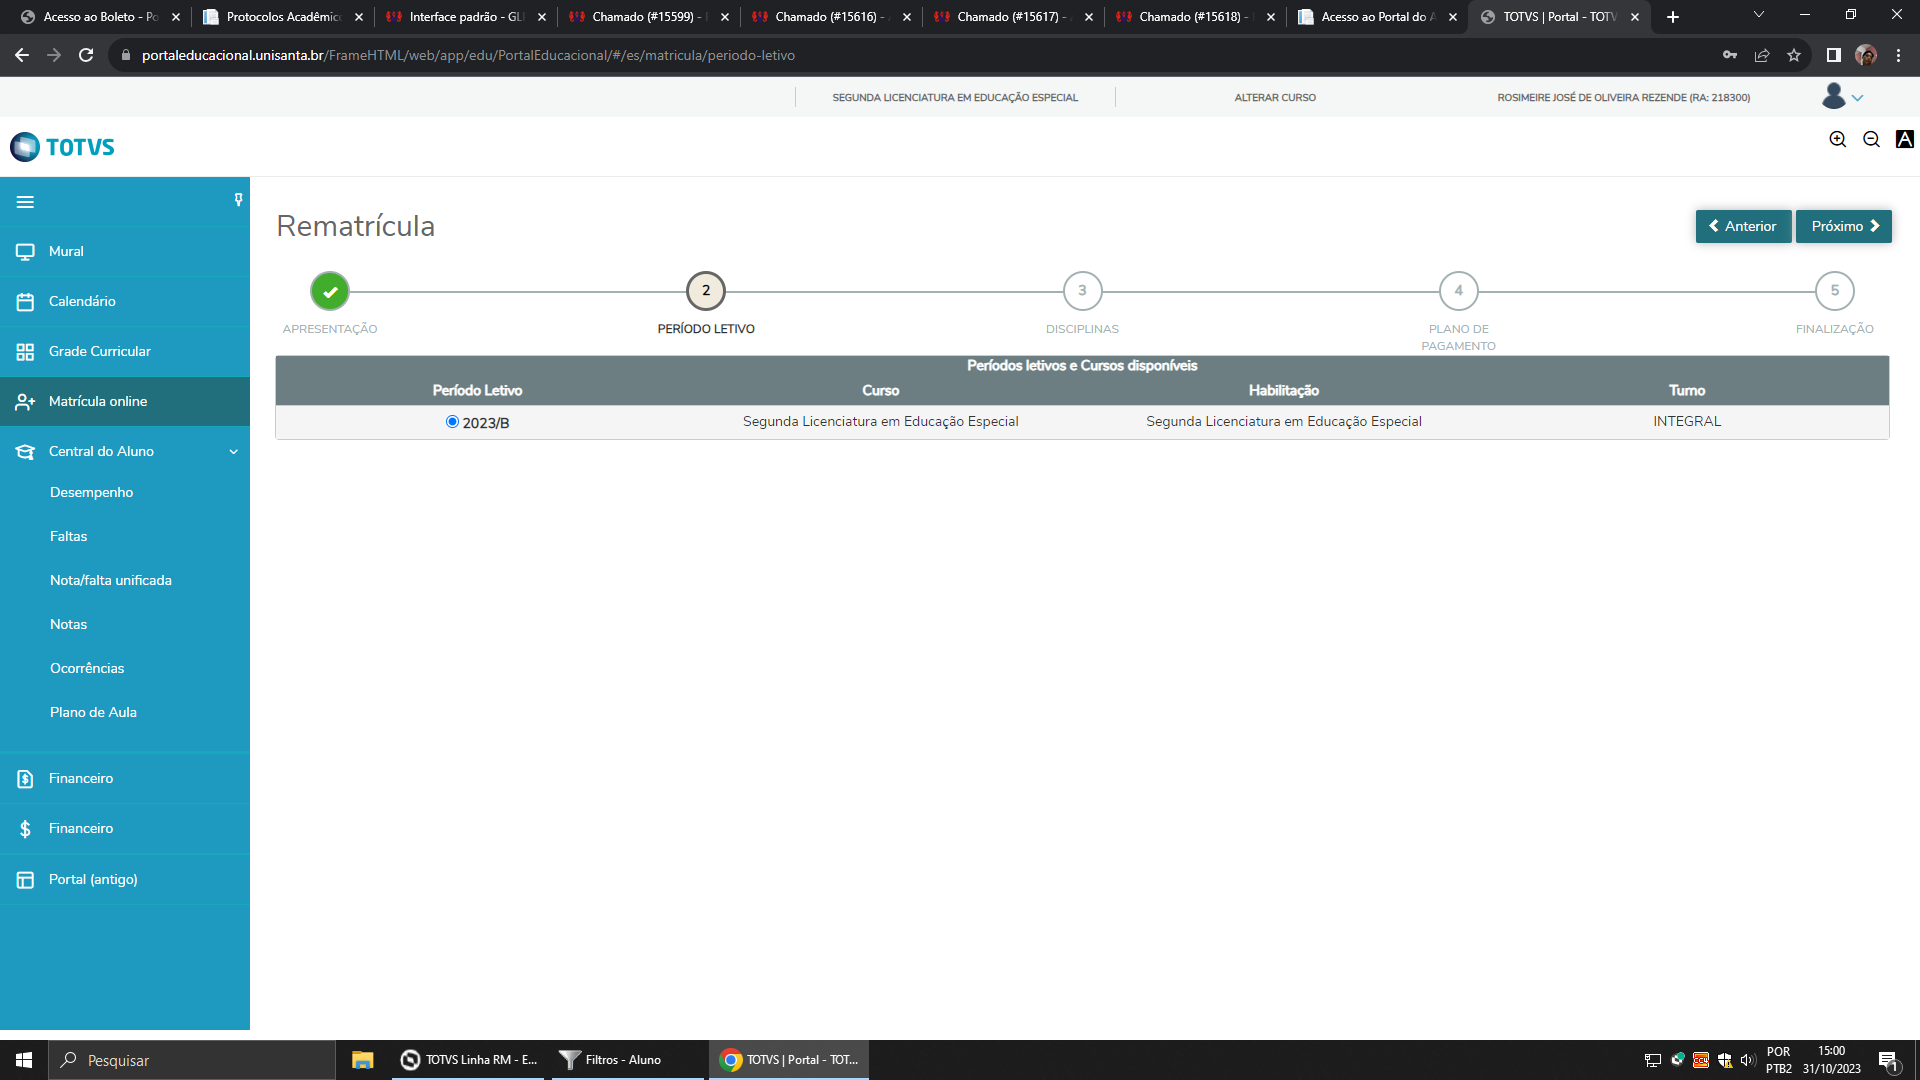 Acesso ao Boleto - Po
Protocolos Acadêmico
Interface padrão - GL
Chamado (#15599) -
Chamado (#15616) -
Chamado (#15617) -
Chamado (#15618) -
Acesso ao Portal do A
TOTVS | Portal - TOTV
portaleducacional.unisanta.br/FrameHTML/web/app/edu/PortalEducacional/#/es/matricula/periodo-letivo
SEGUNDA LICENCIATURA EM EDUCAÇÃO ESPECIAL
ALTERAR CURSO
ROSIMEIRE JOSÉ DE OLIVEIRA REZENDE (RA: 218300)
TOTVS
A
Mural
Calendário
Grade Curricular
Matrícula online
Central do Aluno
Desempenho
Faltas
Nota/falta unificada
Notas
Ocorrências
Plano de Aula
Financeiro
Financeiro
Portal (antigo)
Rematrícula
Anterior
Próximo
2
3
4
5
APRESENTAÇÃO
PERÍODO LETIVO
DISCIPLINAS
PLANO DE
PAGAMENTO
FINALIZAÇÃO
Períodos letivos e Cursos disponíveis
Período Letivo
Curso
Habilitação
Turno
2023/B
Segunda Licenciatura em Educação Especial
Segunda Licenciatura em Educação Especial
INTEGRAL
Pesquisar
TOTVS Linha RM - E...
Filtros - Aluno
TOTVS | Portal - TOT...
POR
PTB2
15:00
31/10/2023
1